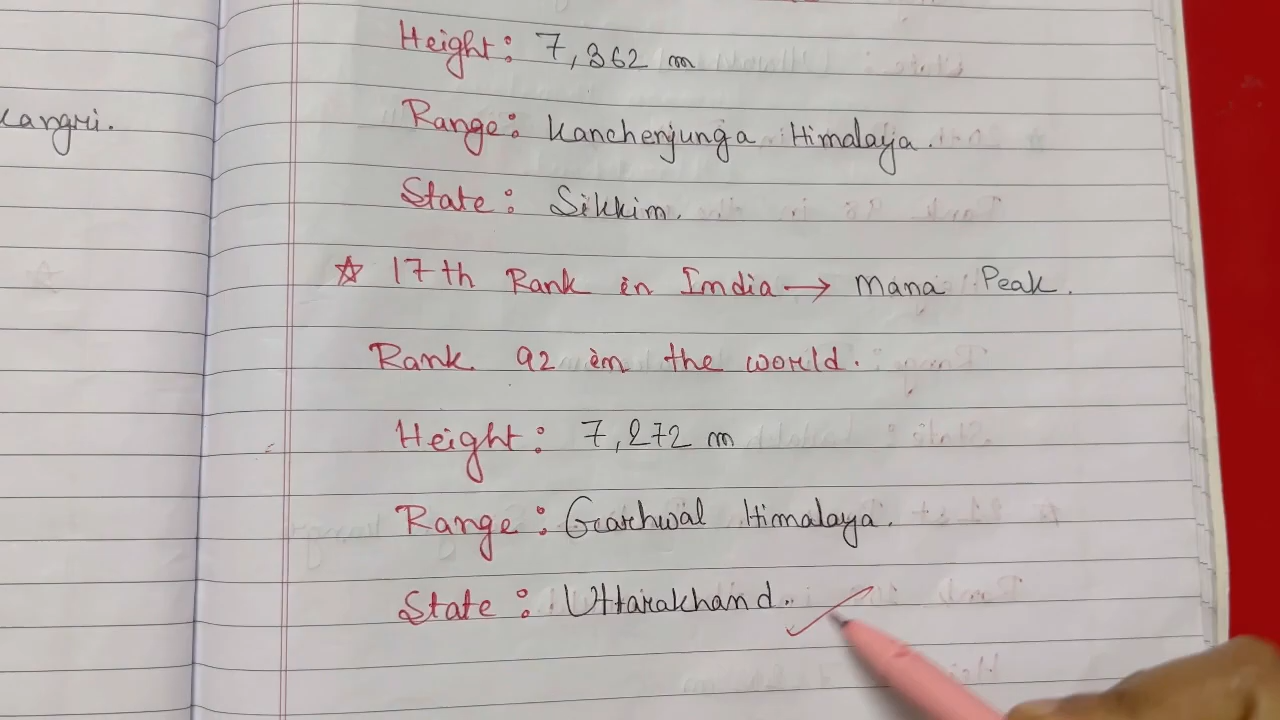 kangri.
Height: 7,362 m
Range: Kanchenjunga Himalaya.
State: Sikkim.
☆ 17th Rank in India → Mana Peak.
Rank 92 in the world.
Height: 7,272 m
Range: Garhwal Himalaya.
State: Uttarakhand.